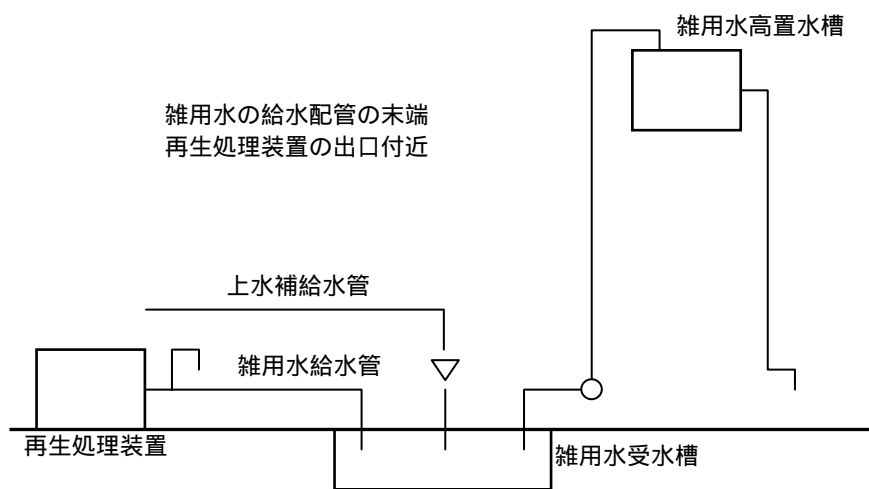 雑用水高置水槽
雑用水の給水配管の末端
再生処理装置の出口付近
上水補給水管
雑用水給水管
再生処理装置
雑用水受水槽